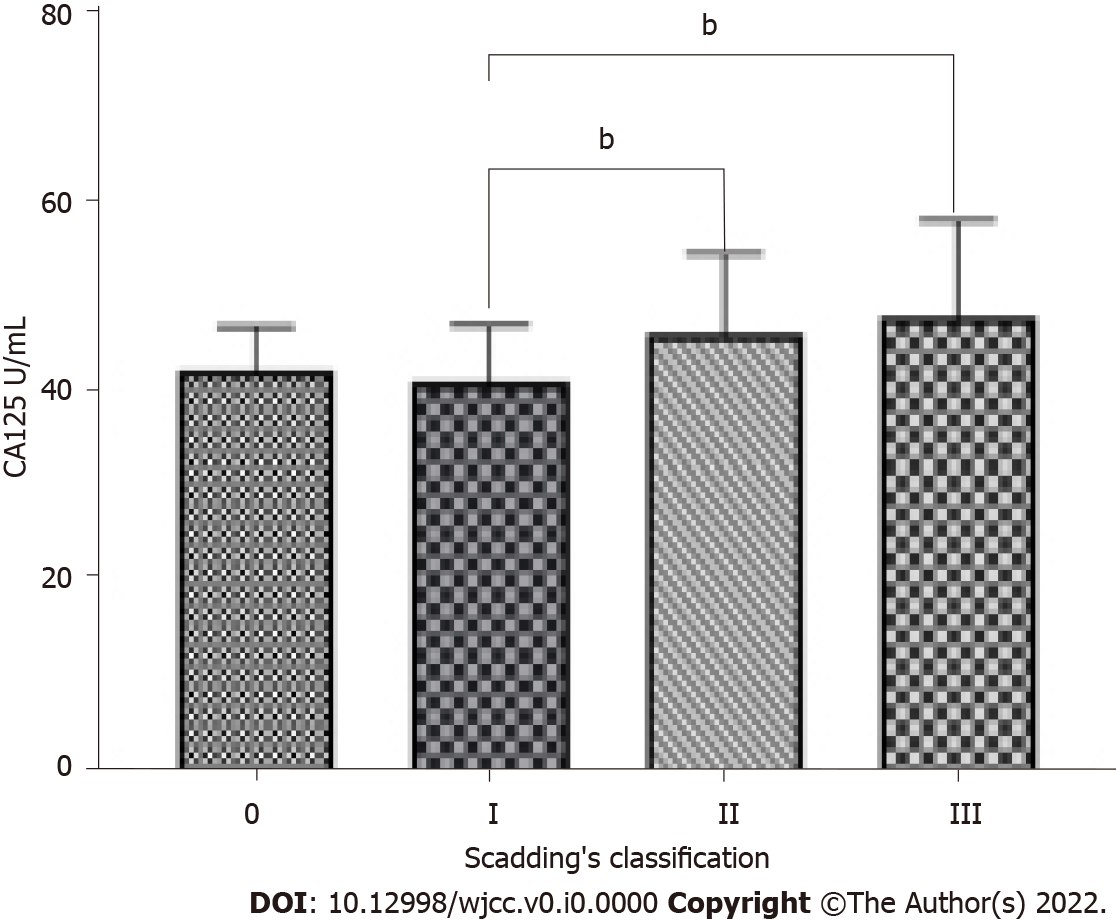 80
b
b
60
40
20
0
CA125 U/mL
0 I II III
Scadding's classification
DOI: 10.12998/wjcc.v0.i0.0000 Copyright ©The Author(s) 2022.